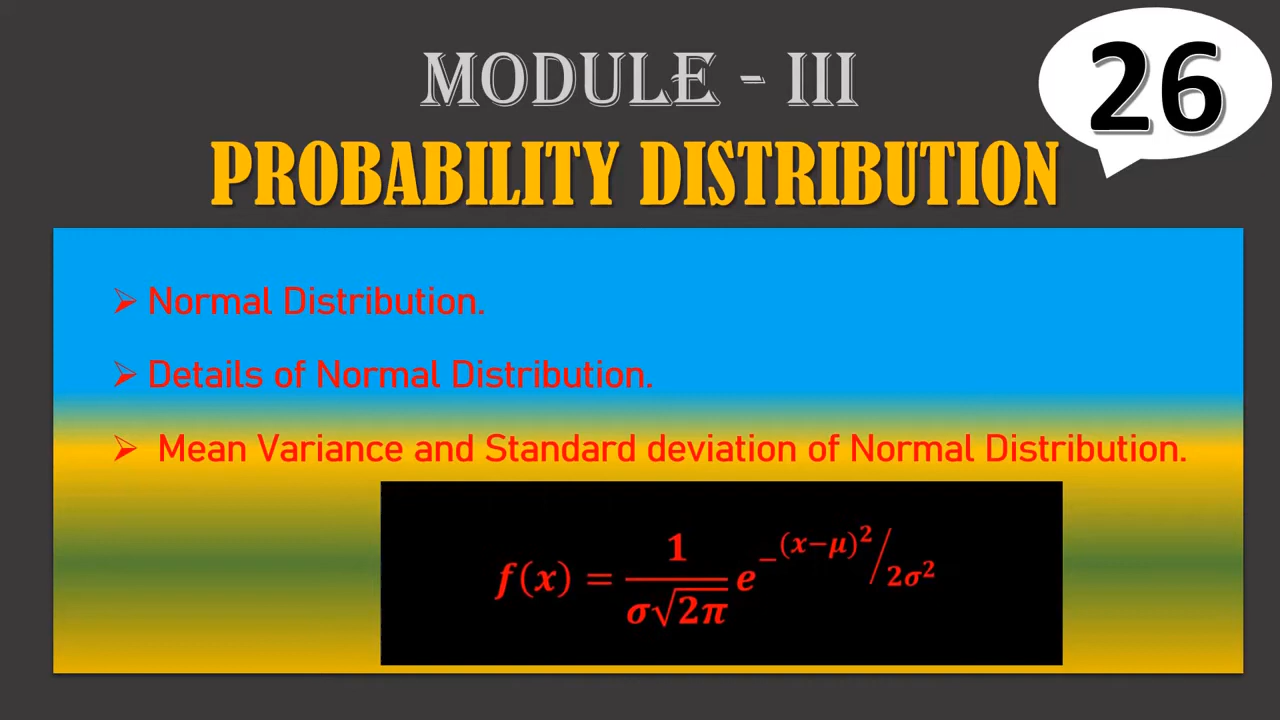 MODULE - III
26
PROBABILITY DISTRIBUTION
➢ Normal Distribution.
➢ Details of Normal Distribution.
➢ Mean Variance and Standard deviation of Normal Distribution.
f(x) = 1/(σ√2π) e^−(x−μ)²/2σ²